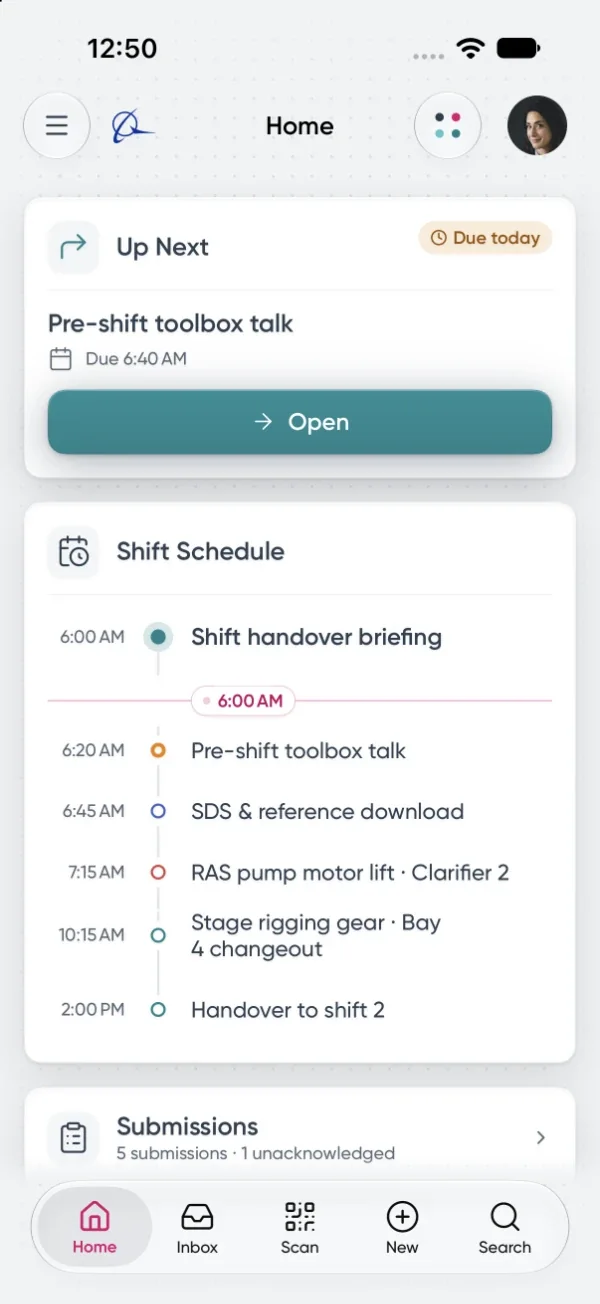 12:50
Home
Up Next
Due today
Pre-shift toolbox talk
Due 6:40 AM
Open
Shift Schedule
6:00 AM
Shift handover briefing
6:00 AM
6:20 AM
Pre-shift toolbox talk
6:45 AM
SDS & reference download
7:15 AM
RAS pump motor lift · Clarifier 2
10:15 AM
Stage rigging gear · Bay
4 changeout
2:00 PM
Handover to shift 2
Submissions
5 submissions · 1 unacknowledged
Home
Inbox
Scan
New
Search